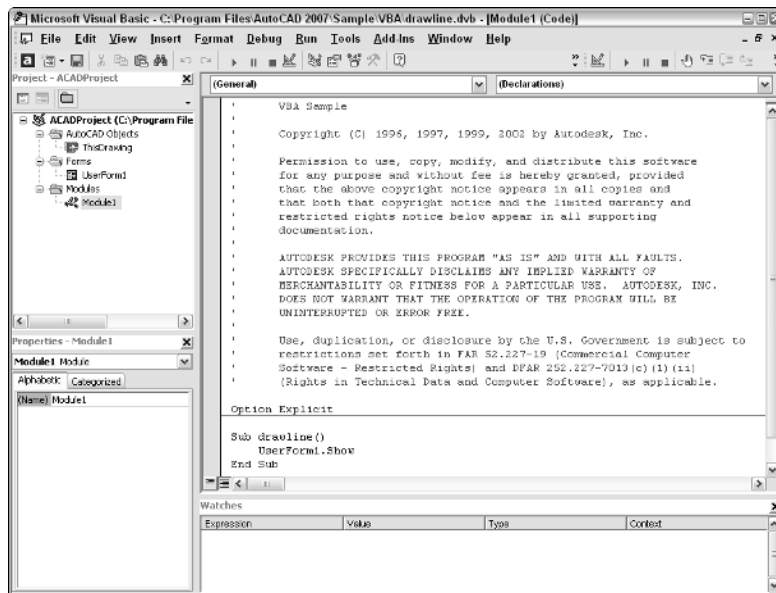 Microsoft Visual Basic - C:\Program Files\AutoCAD 2007\Sample\VBA\drawline.dvb - [Module1 (Code)]
File Edit View Insert Format Debug Run Tools Add-Ins Window Help
Project - ACADProject
(General) (Declarations)
ACADProject (C:\Program File
AutoCAD Objects
ThisDrawing
Forms
UserForm1
Modules
Module1
' VBA Sample
'
' Copyright (C) 1996, 1997, 1999, 2002 by Autodesk, Inc.
'
' Permission to use, copy, modify, and distribute this software
' for any purpose and without fee is hereby granted, provided
' that the above copyright notice appears in all copies and
' that both that copyright notice and the limited warranty and
' restricted rights notice below appear in all supporting
' documentation.
'
' AUTODESK PROVIDES THIS PROGRAM "AS IS" AND WITH ALL FAULTS.
' AUTODESK SPECIFICALLY DISCLAIMS ANY IMPLIED WARRANTY OF
' MERCHANTABILITY OR FITNESS FOR A PARTICULAR USE.  AUTODESK, INC.
' DOES NOT WARRANT THAT THE OPERATION OF THE PROGRAM WILL BE
' UNINTERRUPTED OR ERROR FREE.
'
' Use, duplication, or disclosure by the U.S. Government is subject to
' restrictions set forth in FAR 52.227-19 (Commercial Computer
' Software - Restricted Rights) and DFAR 252.227-7013(c)(1)(ii)
' (Rights in Technical Data and Computer Software), as applicable.
Option Explicit
Sub drawline()
UserForm1.Show
End Sub
Properties - Module1
Module1 Module
Alphabetic Categorized
(Name) Module1
Watches
Expression Value Type Context